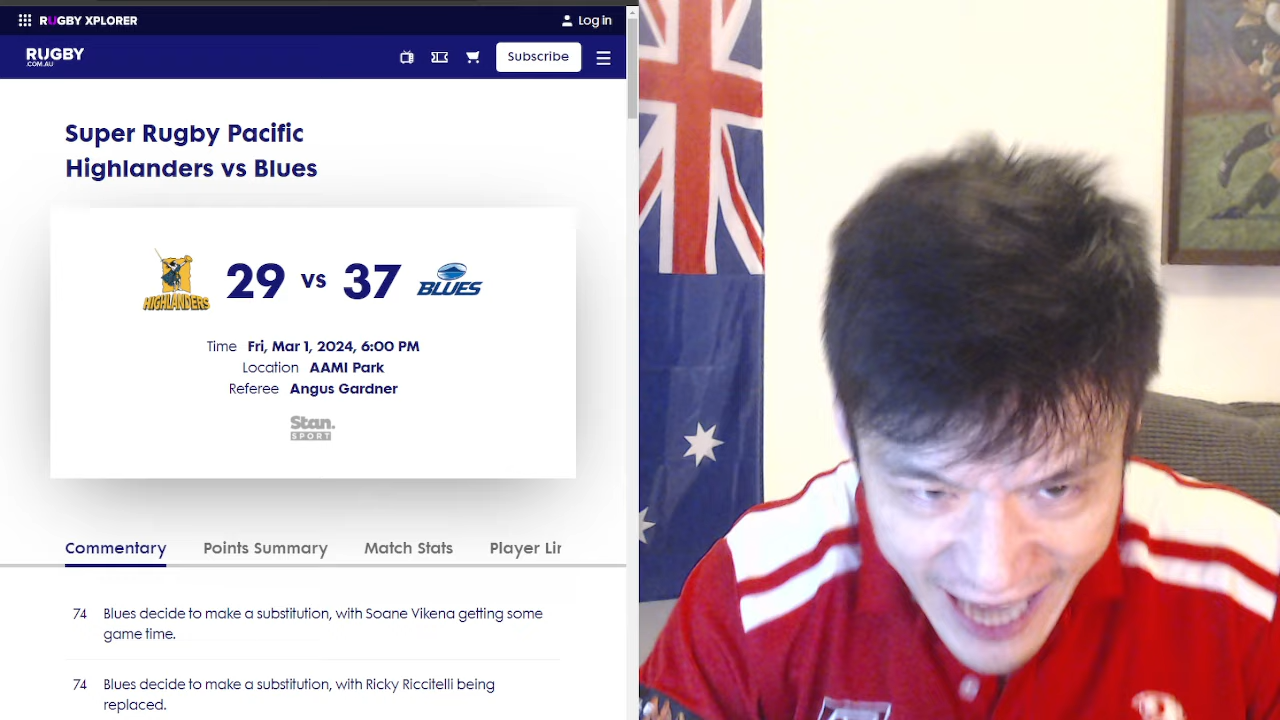 RUGBY XPLORER
Log in
RUGBY
.COM.AU
Subscribe
Super Rugby Pacific
Highlanders vs Blues
HIGHLANDERS
29 vs 37
BLUES
Time Fri, Mar 1, 2024, 6:00 PM
Location AAMI Park
Referee Angus Gardner
Stan.
SPORT
Commentary Points Summary Match Stats Player Lin
74 Blues decide to make a substitution, with Soane Vikena getting some
game time.
74 Blues decide to make a substitution, with Ricky Riccitelli being
replaced.